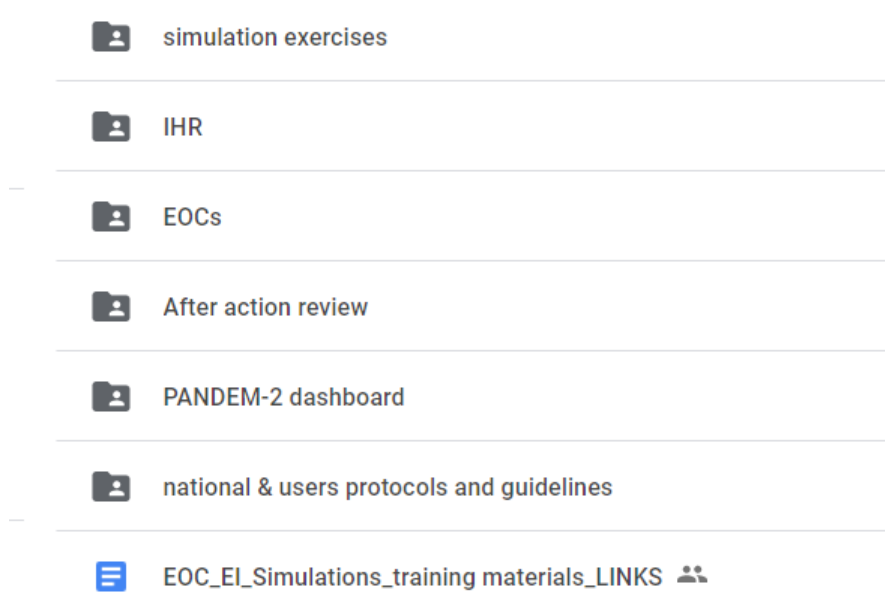 simulation exercises
IHR
EOCs
After action review
PANDEM-2 dashboard
national & users protocols and guidelines
EOC_EI_Simulations_training materials_LINKS